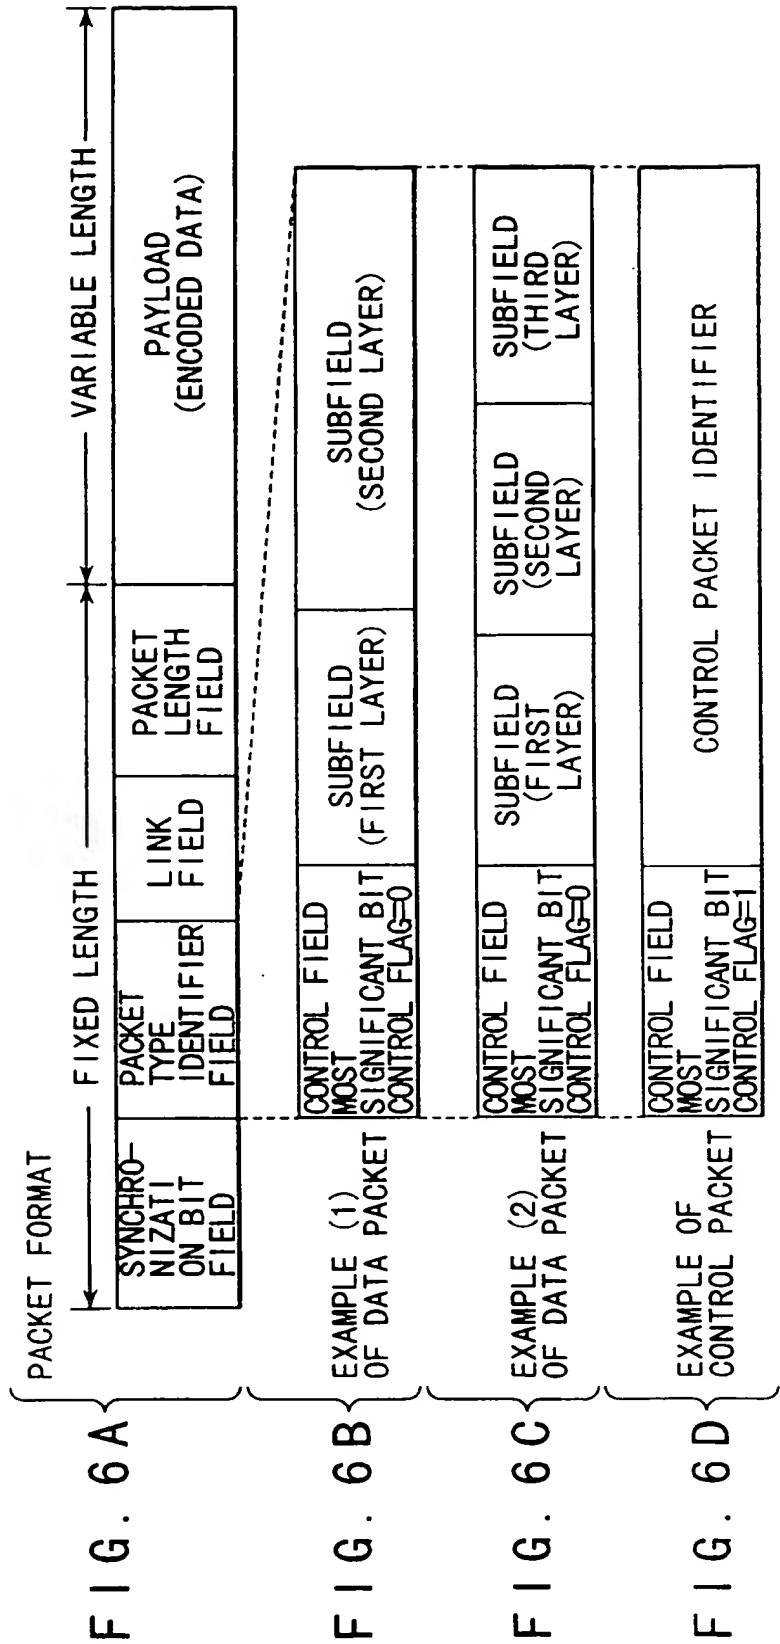 FIG. 6A
PACKET FORMAT
FIXED LENGTH
VARIABLE LENGTH
SYNCHRO-
NIZATI
ON BIT
FIELD
PACKET
TYPE
IDENTIFIER
FIELD
LINK
FIELD
PACKET
LENGTH
FIELD
PAYLOAD
(ENCODED DATA)
FIG. 6B
EXAMPLE (1)
OF DATA PACKET
CONTROL FIELD
MOST
SIGNIFICANT BIT
CONTROL FLAG=0
SUBFIELD
(FIRST LAYER)
SUBFIELD
(SECOND LAYER)
FIG. 6C
EXAMPLE (2)
OF DATA PACKET
CONTROL FIELD
MOST
SIGNIFICANT BIT
CONTROL FLAG=0
SUBFIELD
(FIRST
LAYER)
SUBFIELD
(SECOND
LAYER)
SUBFIELD
(THIRD
LAYER)
FIG. 6D
EXAMPLE OF
CONTROL PACKET
CONTROL FIELD
MOST
SIGNIFICANT BIT
CONTROL FLAG=1
CONTROL PACKET IDENTIFIER